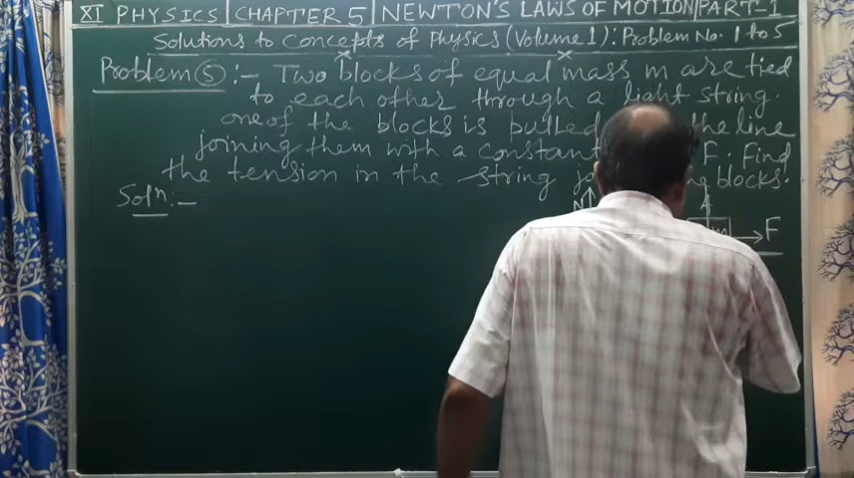 XI PHYSICS | CHAPTER 5 | NEWTON'S LAWS OF MOTION | PART-1
Solutions to Concepts of Physics (Volume 1): Problem No. 1 to 5
Problem (5) :- Two blocks of equal mass m are tied
to each other through a light string.
one of the blocks is pulled the line
joining them with a constant F. Find
the tension in the string blocks.
Soln :-
N
m F